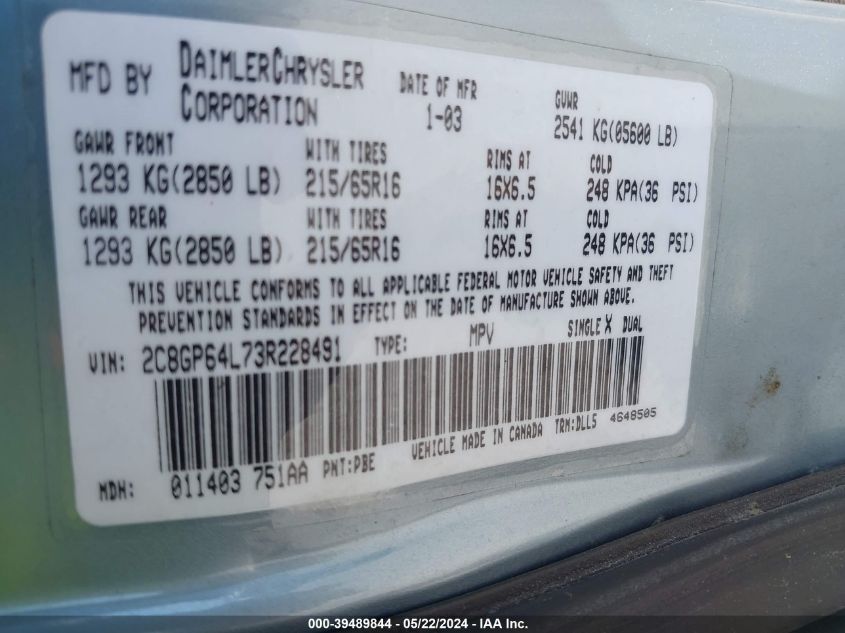 MFD BY DAIMLERCHRYSLER CORPORATION
DATE OF MFR 1-03
GVWR 2541 KG(05600 LB)
GAWR FRONT WITH TIRES RIMS AT COLD
1293 KG(2850 LB) 215/65R16 16X6.5 248 KPA(36 PSI)
GAWR REAR WITH TIRES RIMS AT COLD
1293 KG(2850 LB) 215/65R16 16X6.5 248 KPA(36 PSI)
THIS VEHICLE CONFORMS TO ALL APPLICABLE FEDERAL MOTOR VEHICLE SAFETY AND THEFT
PREVENTION STANDARDS IN EFFECT ON THE DATE OF MANUFACTURE SHOWN ABOVE.
VIN: 2C8GP64L73R228491 TYPE: MPV SINGLE X DUAL
MDH: 011403 751AA PNT:PBE VEHICLE MADE IN CANADA TRM:DLL5 4648505
000-39489844 - 05/22/2024 - IAA Inc.